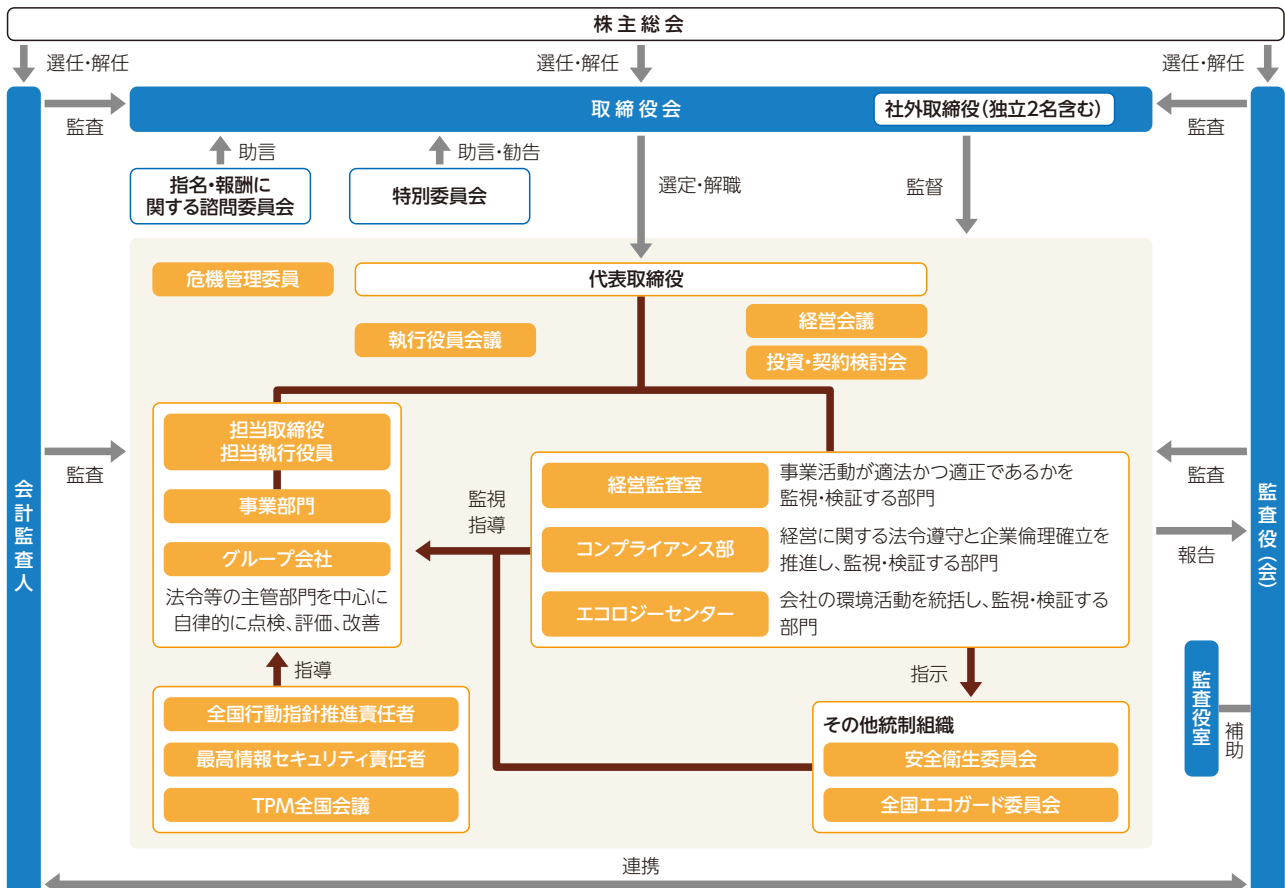 株主総会
選任・解任
選任・解任
選任・解任
取締役会
社外取締役(独立2名含む)
監査
監査
助言
助言・勧告
指名・報酬に
関する諮問委員会
特別委員会
選定・解職
監督
危機管理委員
代表取締役
執行役員会議
経営会議
投資・契約検討会
担当取締役
担当執行役員
事業部門
グループ会社
法令等の主管部門を中心に
自律的に点検、評価、改善
監査
監視
指導
経営監査室
事業活動が適法かつ適正であるかを
監視・検証する部門
コンプライアンス部
経営に関する法令遵守と企業倫理確立を
推進し、監視・検証する部門
エコロジーセンター
会社の環境活動を統括し、監視・検証する
部門
監査
報告
会計監査人
監査役(会)
指導
指示
全国行動指針推進責任者
最高情報セキュリティ責任者
TPM全国会議
その他統制組織
安全衛生委員会
全国エコガード委員会
監査役室
補助
連携